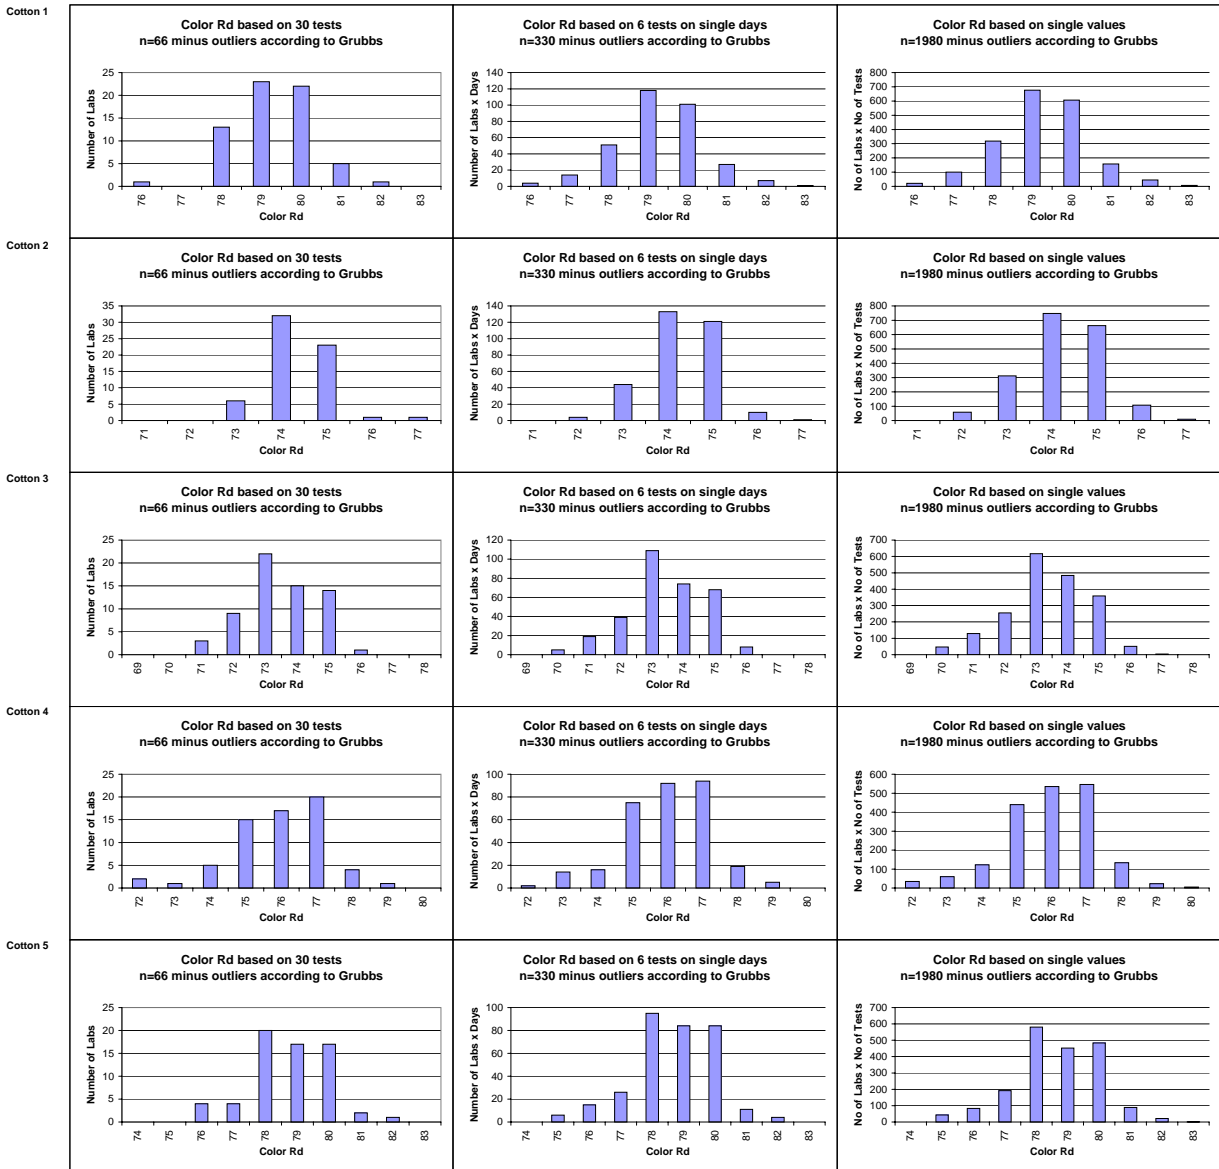 Cotton 1
Color Rd based on 30 tests
n=66 minus outliers according to Grubbs
Number of Labs
25
20
15
10
5
0
76 77 78 79 80 81 82 83
Color Rd
Color Rd based on 6 tests on single days
n=330 minus outliers according to Grubbs
Number of Labs x Days
140
120
100
80
60
40
20
0
76 77 78 79 80 81 82 83
Color Rd
Color Rd based on single values
n=1980 minus outliers according to Grubbs
No of Labs x No of Tests
800
700
600
500
400
300
200
100
0
76 77 78 79 80 81 82 83
Color Rd
Cotton 2
Color Rd based on 30 tests
n=66 minus outliers according to Grubbs
Number of Labs
35
30
25
20
15
10
5
0
71 72 73 74 75 76 77
Color Rd
Color Rd based on 6 tests on single days
n=330 minus outliers according to Grubbs
Number of Labs x Days
140
120
100
80
60
40
20
0
71 72 73 74 75 76 77
Color Rd
Color Rd based on single values
n=1980 minus outliers according to Grubbs
No of Labs x No of Tests
800
700
600
500
400
300
200
100
0
71 72 73 74 75 76 77
Color Rd
Cotton 3
Color Rd based on 30 tests
n=66 minus outliers according to Grubbs
Number of Labs
25
20
15
10
5
0
69 70 71 72 73 74 75 76 77 78
Color Rd
Color Rd based on 6 tests on single days
n=330 minus outliers according to Grubbs
Number of Labs x Days
120
100
80
60
40
20
0
69 70 71 72 73 74 75 76 77 78
Color Rd
Color Rd based on single values
n=1980 minus outliers according to Grubbs
No of Labs x No of Tests
700
600
500
400
300
200
100
0
69 70 71 72 73 74 75 76 77 78
Color Rd
Cotton 4
Color Rd based on 30 tests
n=66 minus outliers according to Grubbs
Number of Labs
25
20
15
10
5
0
72 73 74 75 76 77 78 79 80
Color Rd
Color Rd based on 6 tests on single days
n=330 minus outliers according to Grubbs
Number of Labs x Days
100
80
60
40
20
0
72 73 74 75 76 77 78 79 80
Color Rd
Color Rd based on single values
n=1980 minus outliers according to Grubbs
No of Labs x No of Tests
600
500
400
300
200
100
0
72 73 74 75 76 77 78 79 80
Color Rd
Cotton 5
Color Rd based on 30 tests
n=66 minus outliers according to Grubbs
Number of Labs
25
20
15
10
5
0
74 75 76 77 78 79 80 81 82 83
Color Rd
Color Rd based on 6 tests on single days
n=330 minus outliers according to Grubbs
Number of Labs x Days
100
80
60
40
20
0
74 75 76 77 78 79 80 81 82 83
Color Rd
Color Rd based on single values
n=1980 minus outliers according to Grubbs
No of Labs x No of Tests
700
600
500
400
300
200
100
0
74 75 76 77 78 79 80 81 82 83
Color Rd